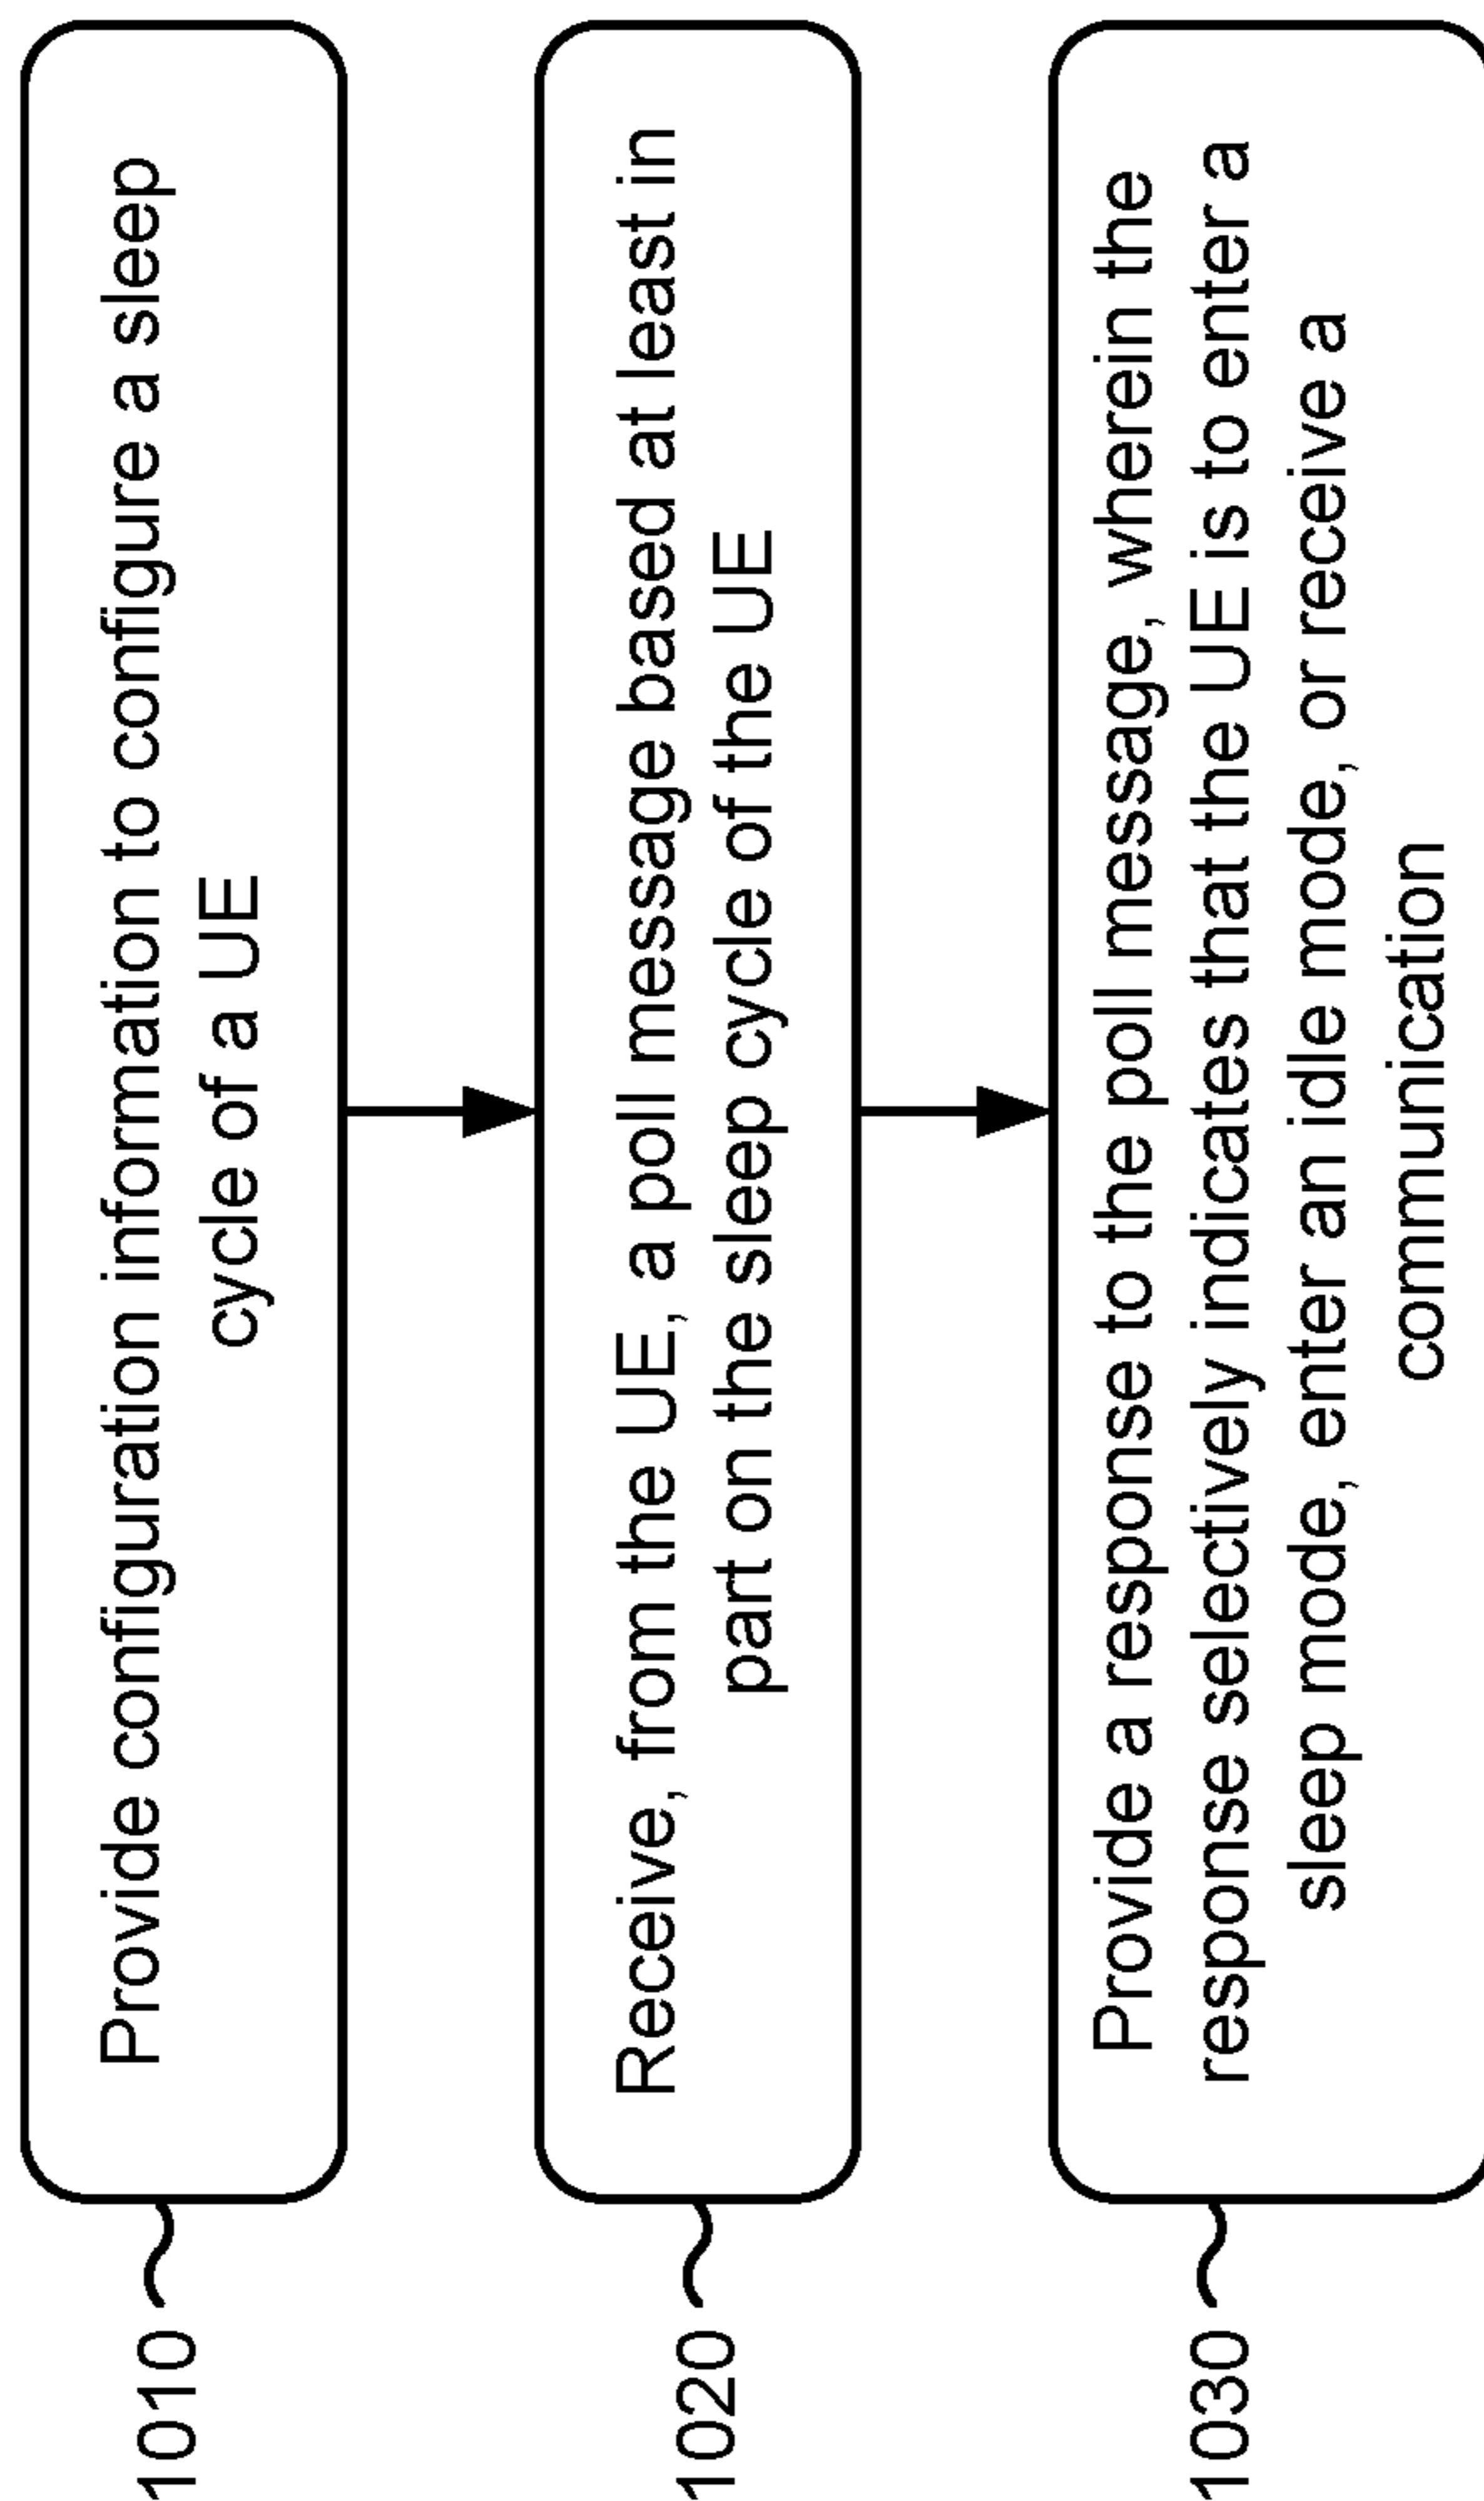 1010
Provide configuration information to configure a sleep
cycle of a UE
1020
Receive, from the UE, a poll message based at least in
part on the sleep cycle of the UE
1030
Provide a response to the poll message, wherein the
response selectively indicates that the UE is to enter a
sleep mode, enter an idle mode, or receive a
communication